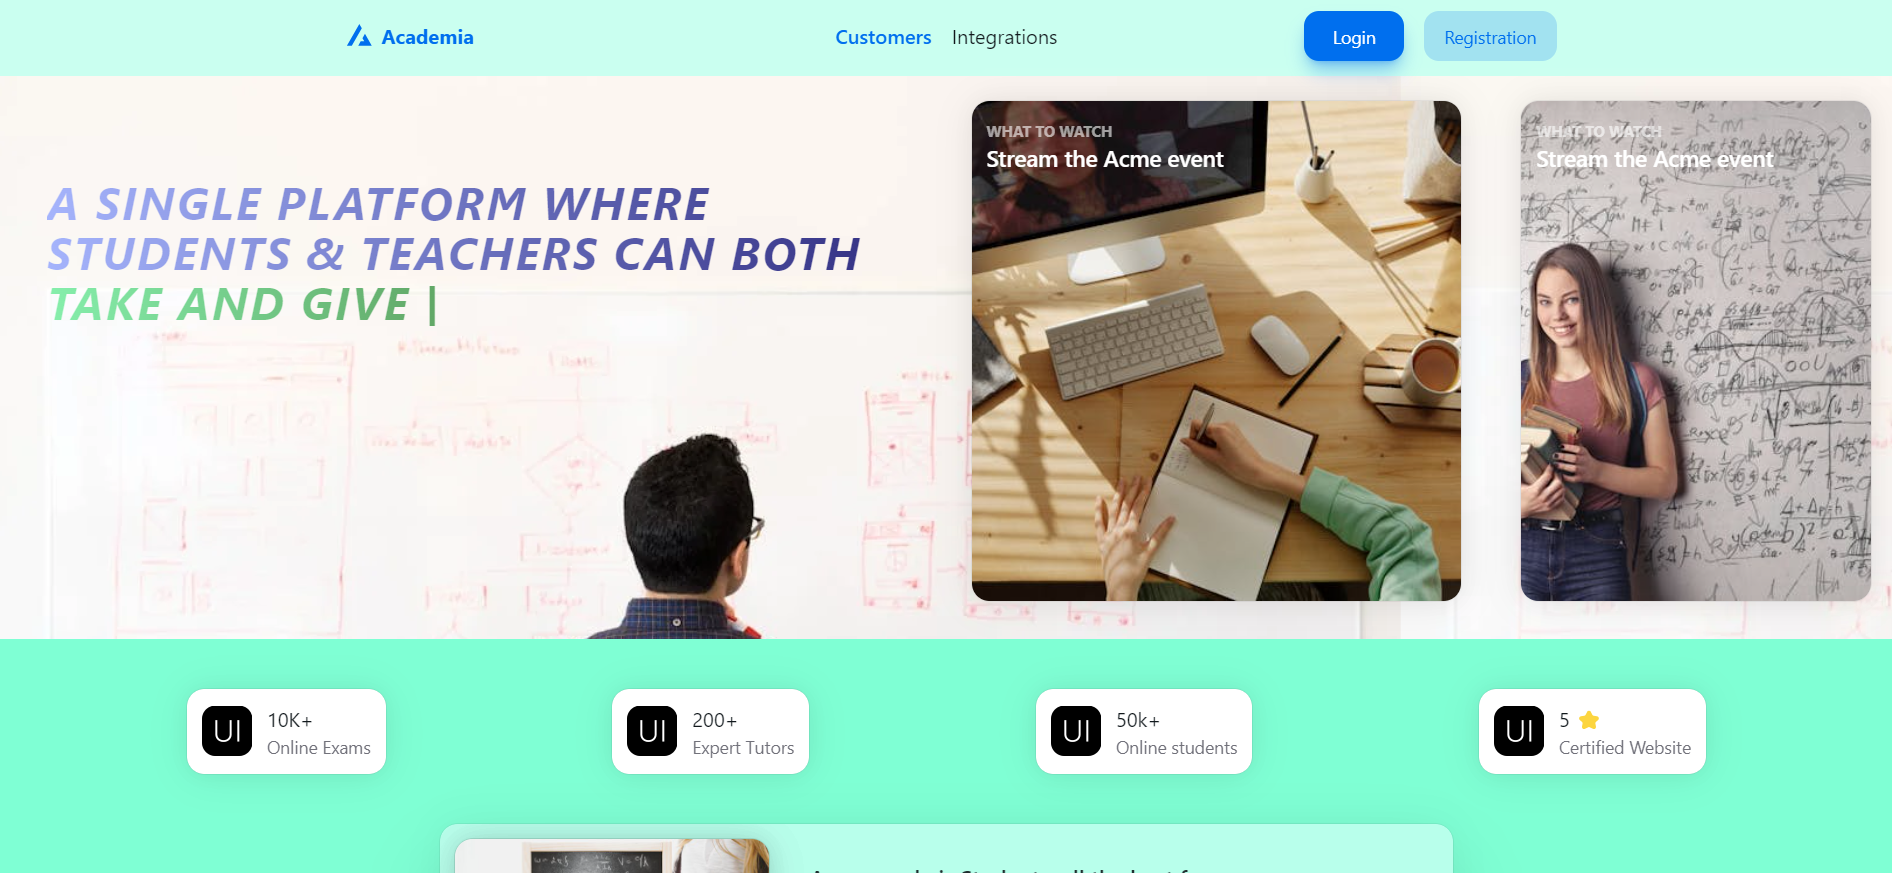 Academia
Customers Integrations
Login
Registration
A SINGLE PLATFORM WHERE
STUDENTS & TEACHERS CAN BOTH
TAKE AND GIVE |
WHAT TO WATCH
Stream the Acme event
WHAT TO WATCH
Stream the Acme event
UI
10K+
Online Exams
UI
200+
Expert Tutors
UI
50k+
Online students
UI
5
Certified Website